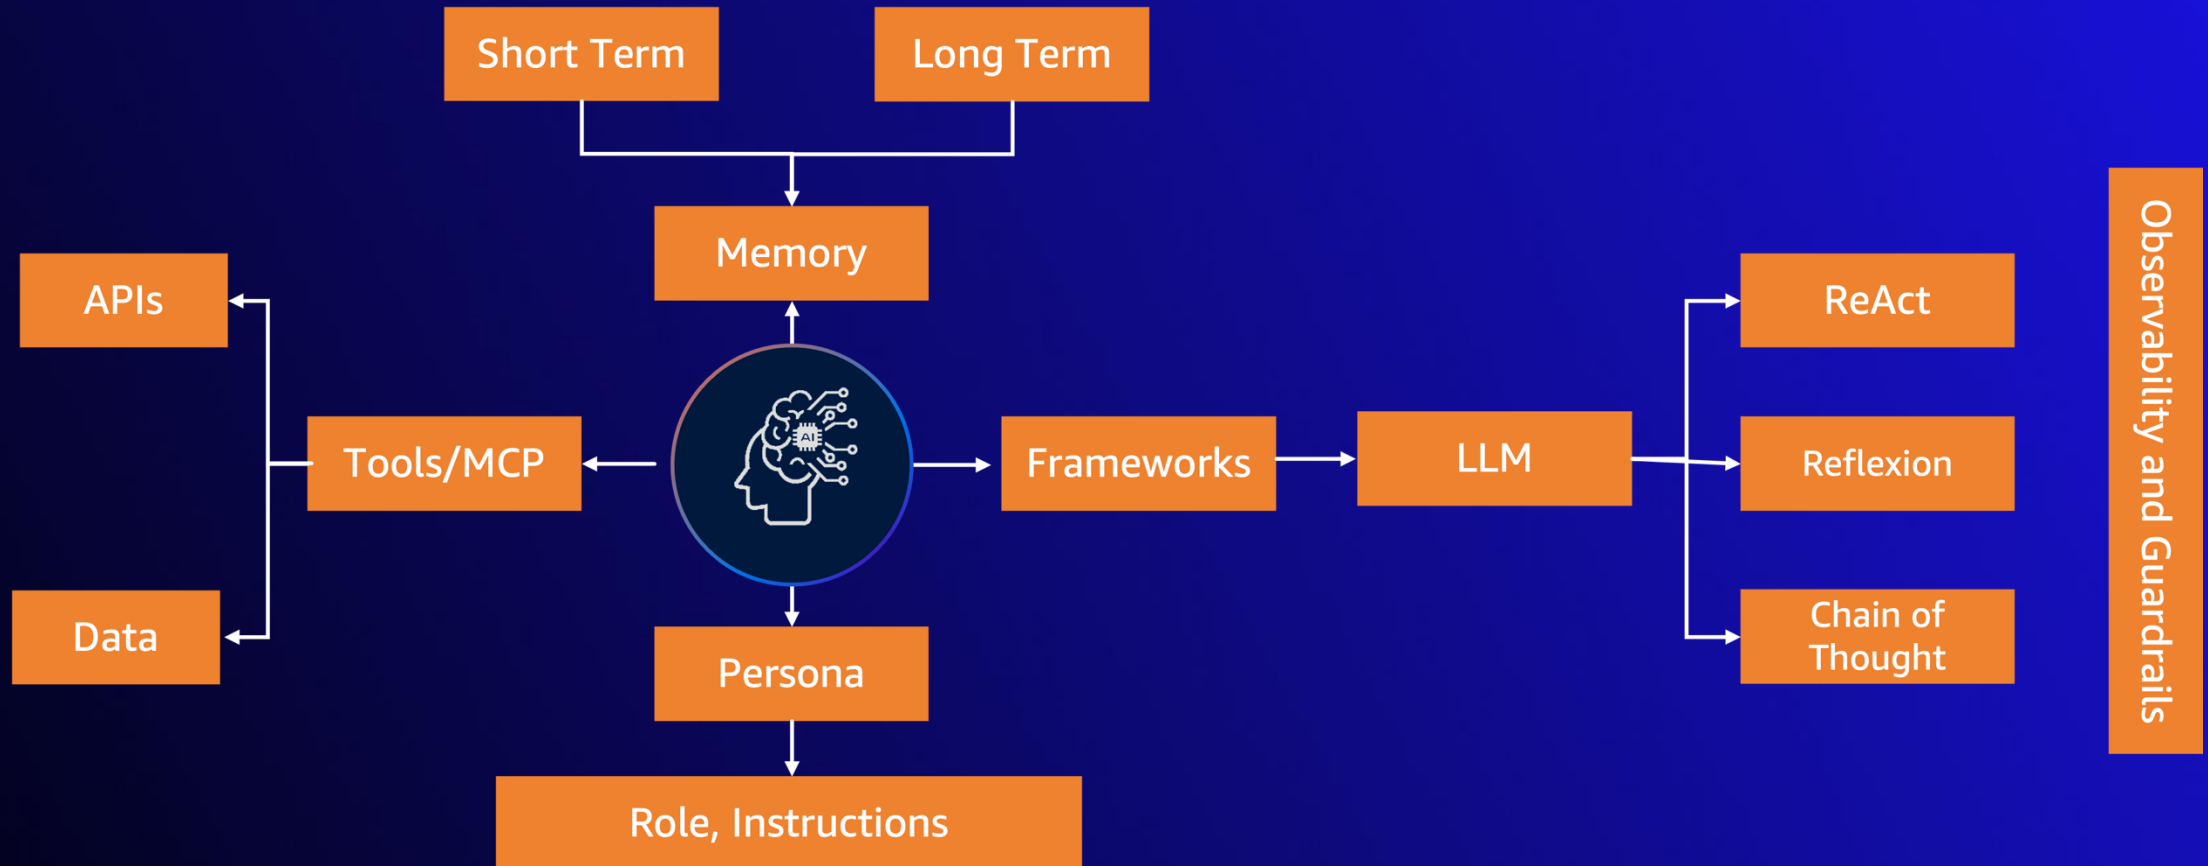 Short Term
Long Term
Memory
APIs
ReAct
Tools/MCP
AI
Frameworks
LLM
Reflexion
Data
Persona
Chain of
Thought
Role, Instructions
Observability and Guardrails